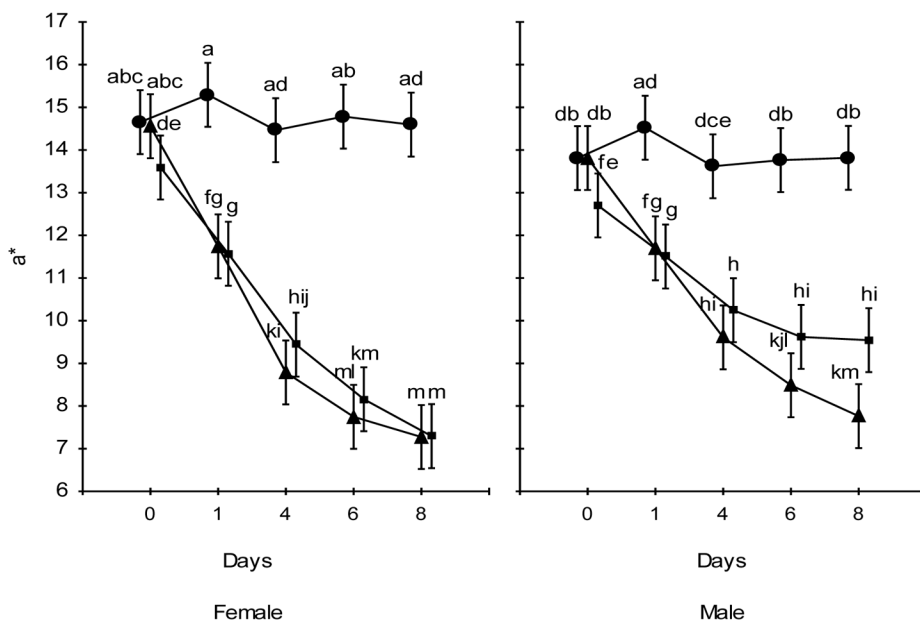 17
16
15
14
13
12
11
10
9
8
7
6
a*
abc abc a ad ab ad
de
fg g
hij
ki
km
ml
m m
0 1 4 6 8
Days
Female
db db ad dce db db
fe
fg g
h
hi hi hi
kjl
km
0 1 4 6 8
Days
Male